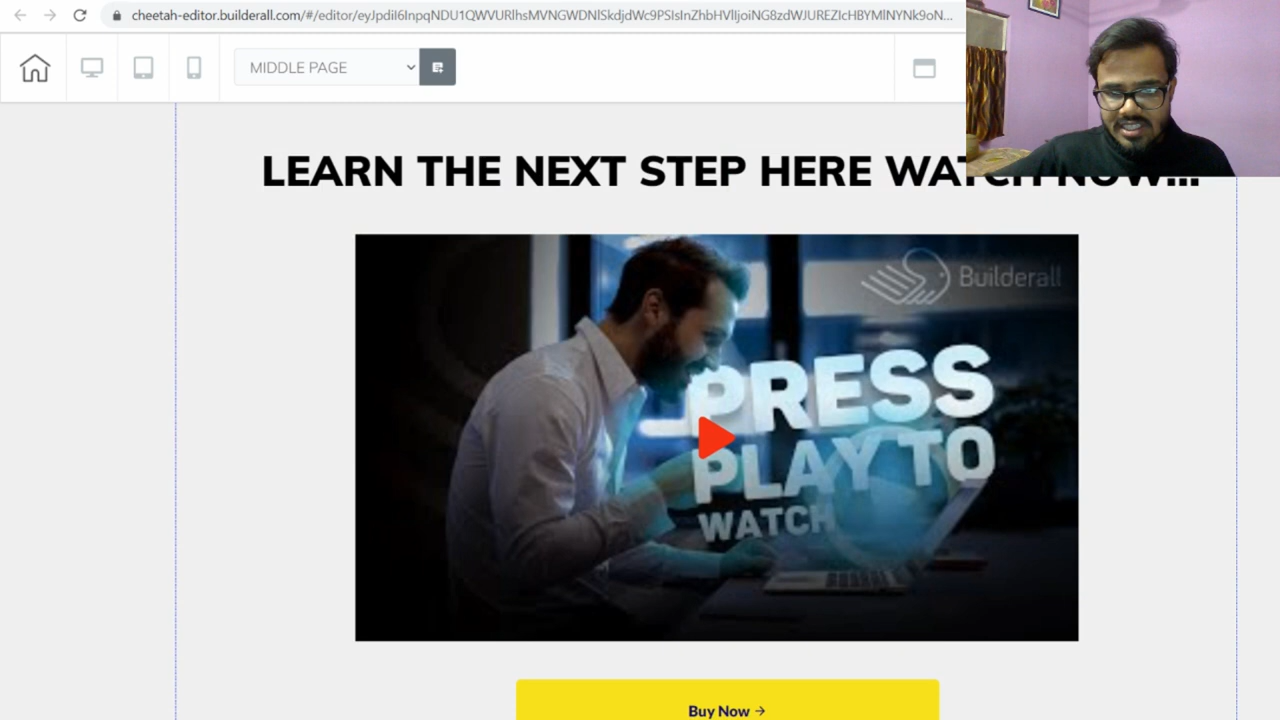 cheetah-editor.builderall.com/#/editor/eyJpdiI6InpqNDU1QWVURlhsMVNGWDNlSkdjdWc9PSIsInZhbHVlIjoiNG8zdWJUREZIcHBYMlNYNk9oN...
MIDDLE PAGE
LEARN THE NEXT STEP HERE WATCH NOW...
Builderall
PRESS
PLAY TO
WATCH
Buy Now →